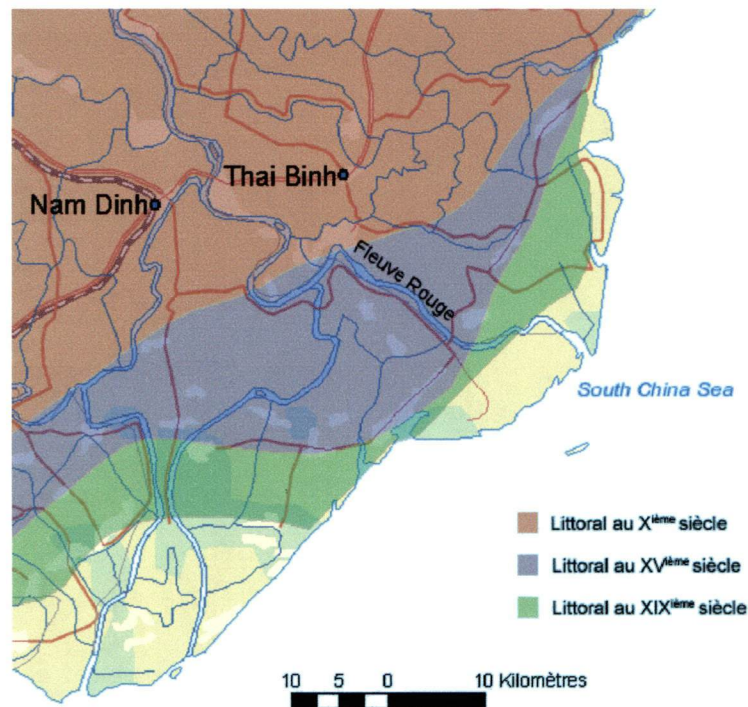 Thai Binh
Nam Dinh
Fleuve Rouge
South China Sea
Littoral au Xième siècle
Littoral au XVième siècle
Littoral au XIXième siècle
10 5 0 10 Kilomètres